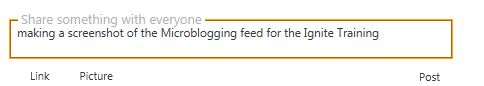 Share something with everyone
making a screenshot of the Microblogging feed for the Ignite Training
Link Picture Post